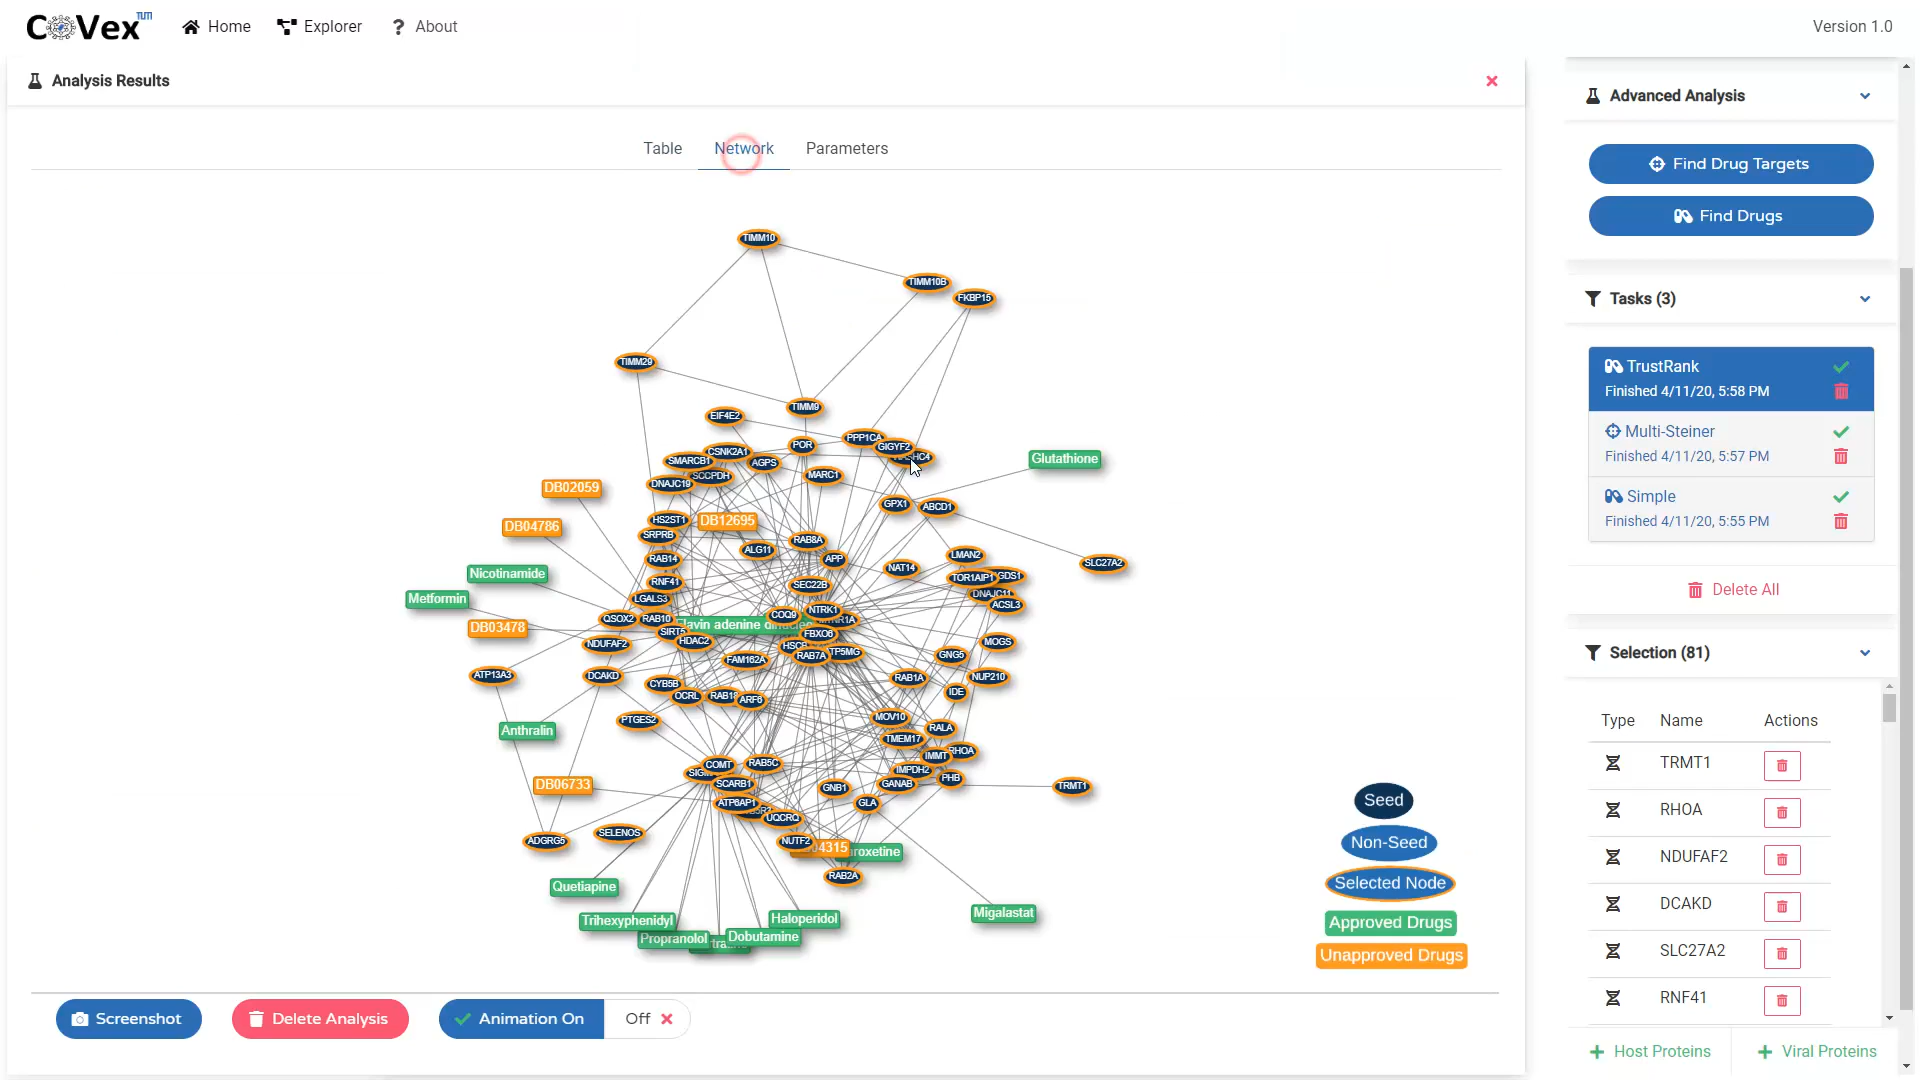 CoVex TUM
Home
Explorer
? About
Version 1.0
Analysis Results
Table
Network
Parameters
TIMM10
TIMM10B
FKBP15
TIMM29
TIMM9
EIF4E2
PPP1CA
POR
GIGYF2
CSNK2A1
SMARCB1
AGPS
Glutathione
SCCPDH
MARC1
DNAJC19
DB02059
GPX1
ABCD1
HS2ST1
DB12695
DB04786
SRPRB
RAB8A
ALG11
LMAN2
RAB14
APP
SLC27A2
NAT14
Nicotinamide
TOR1AIP1
RNF41
SEC22B
DNAJC11
Metformin
LGALS3
ACSL3
NTRK1
COQ9
QSOX2
RAB10
DB03478
SIRT5
FBXO6
HDAC2
NDUFAF2
MOGS
RAB7A
GNG5
FAM162A
ATP13A3
DCAKD
RAB1A
NUP210
CYB5B
OCRL
RAB18
ARF6
IDE
PTGES2
MOV10
Anthralin
RALA
TMEM17
RHOA
IMMT
COMT
RAB5C
IMPDH2
PHB
DB06733
SCARB1
GANAB
GNB1
TRMT1
ATP6AP1
GLA
UQCRQ
SELENOS
ADGRG5
NUTF2
RAB2A
Quetiapine
Trihexyphenidyl
Haloperidol
Migalastat
Propranolol
Dobutamine
Seed
Non-Seed
Selected Node
Approved Drugs
Unapproved Drugs
Screenshot
Delete Analysis
Animation On
Off
Advanced Analysis
Find Drug Targets
Find Drugs
Tasks (3)
TrustRank
Finished 4/11/20, 5:58 PM
Multi-Steiner
Finished 4/11/20, 5:57 PM
Simple
Finished 4/11/20, 5:55 PM
Delete All
Selection (81)
Type Name Actions
TRMT1
RHOA
NDUFAF2
DCAKD
SLC27A2
RNF41
+ Host Proteins
+ Viral Proteins